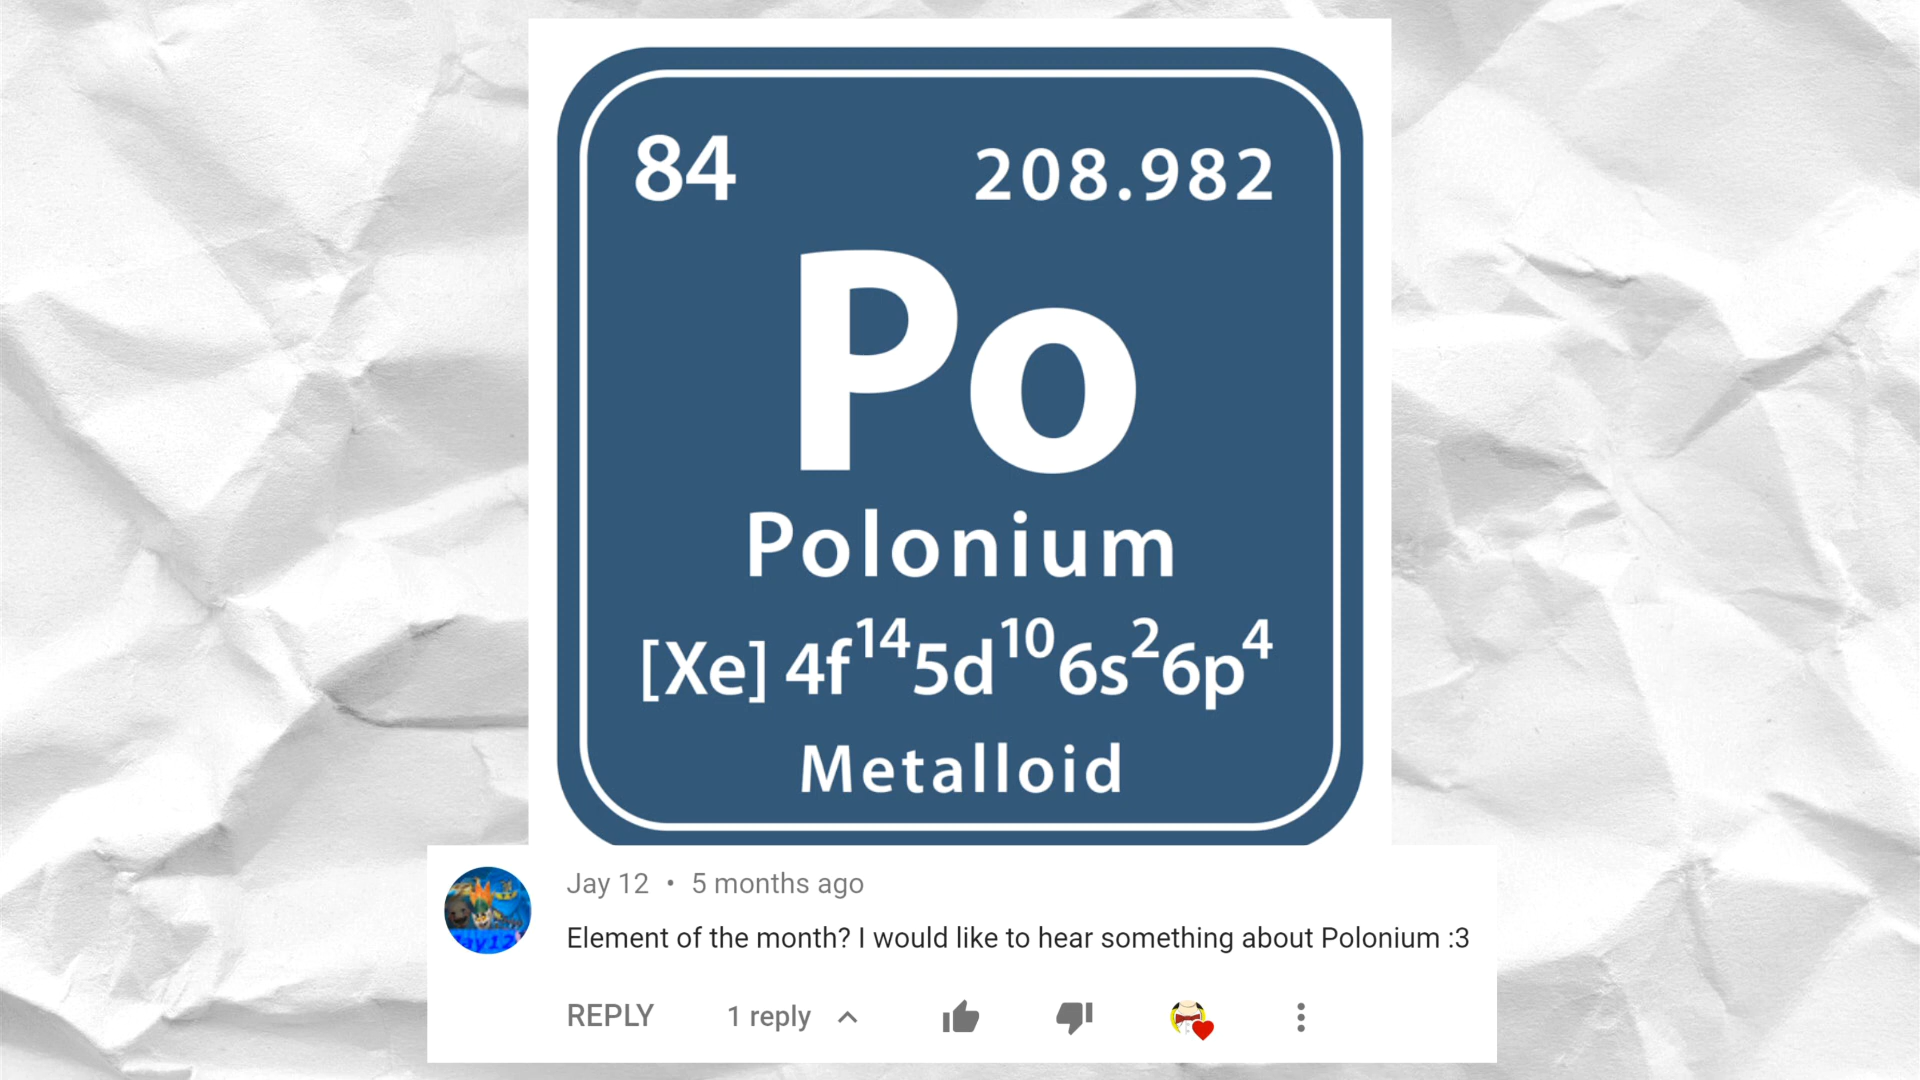 84 208.982
Po
Polonium
[Xe] 4f¹⁴5d¹⁰6s²6p⁴
Metalloid
Jay 12 • 5 months ago
Element of the month? I would like to hear something about Polonium :3
REPLY 1 reply